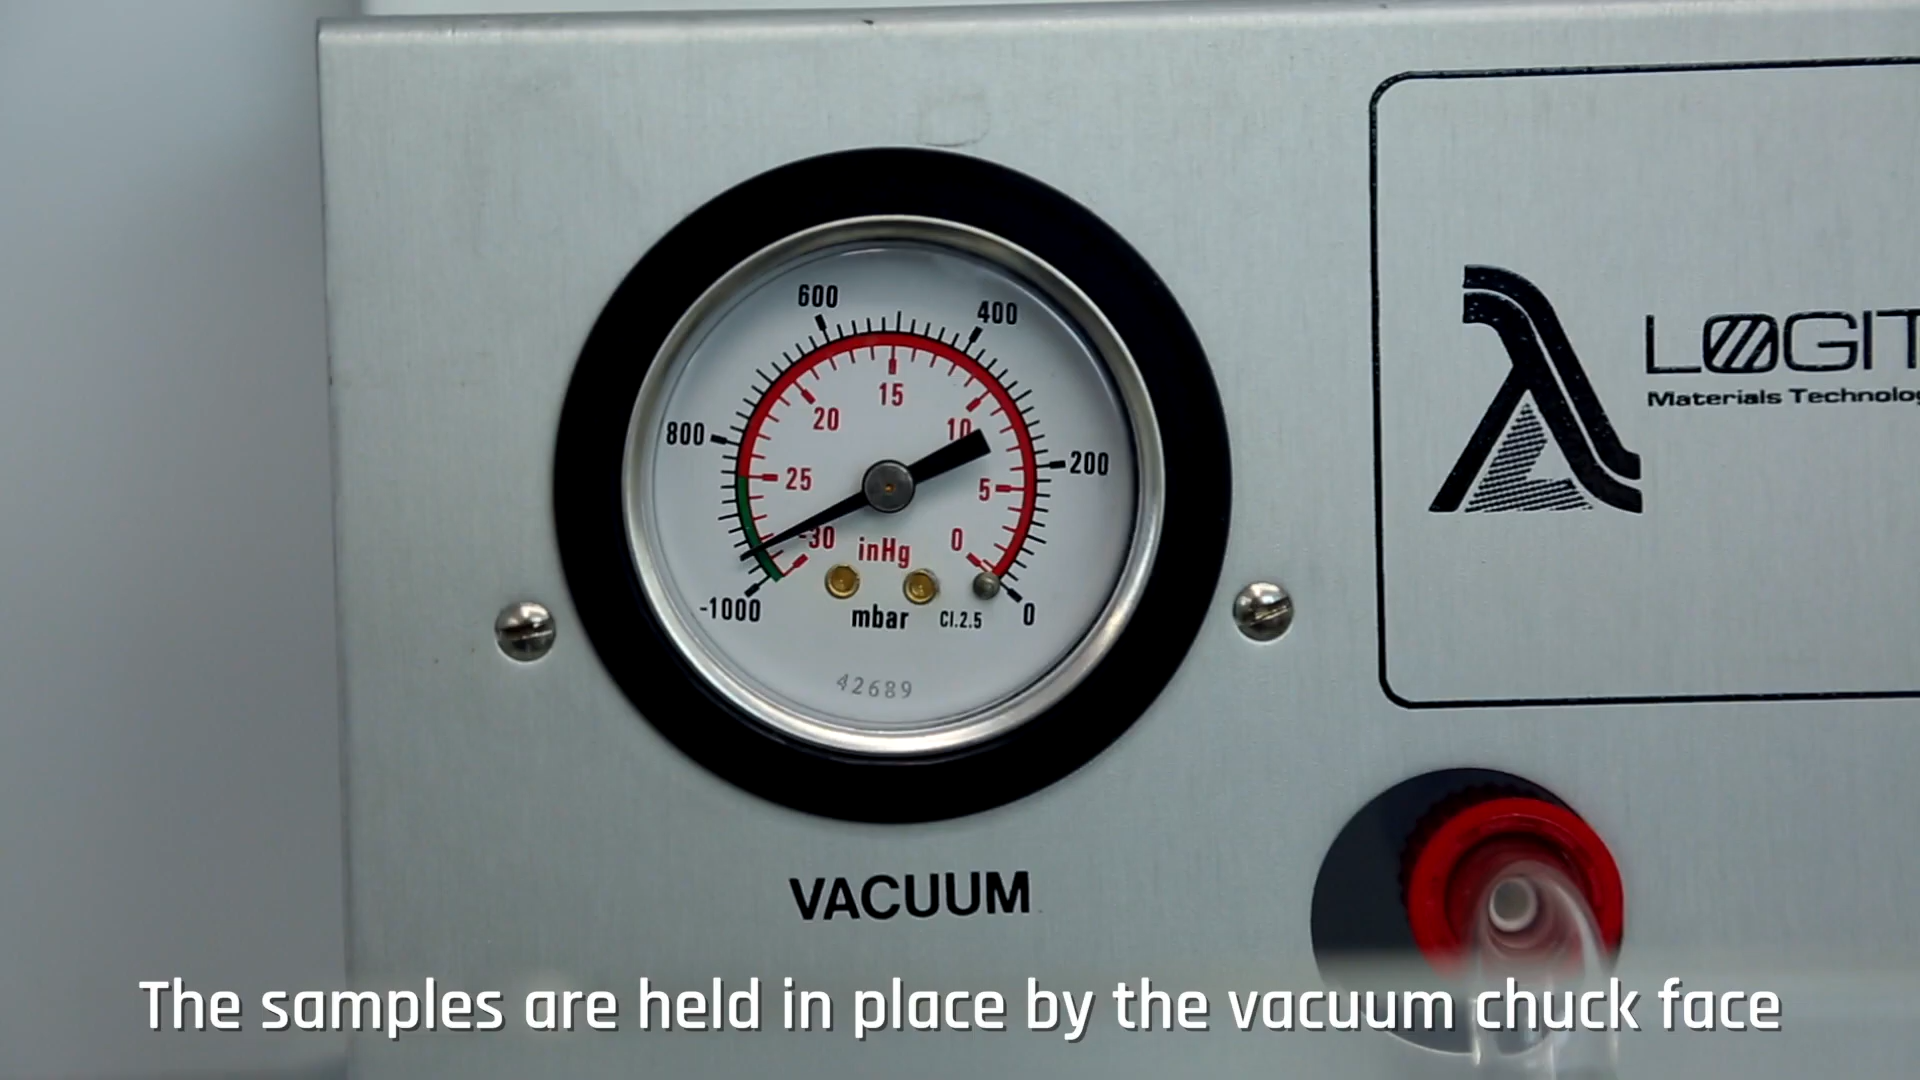 600
400
15
20
10
800
200
25
5
-30
inHg
0
-1000
mbar
Cl.2.5
0
42689
LOGIT
Materials Technolog
VACUUM
The samples are held in place by the vacuum chuck face